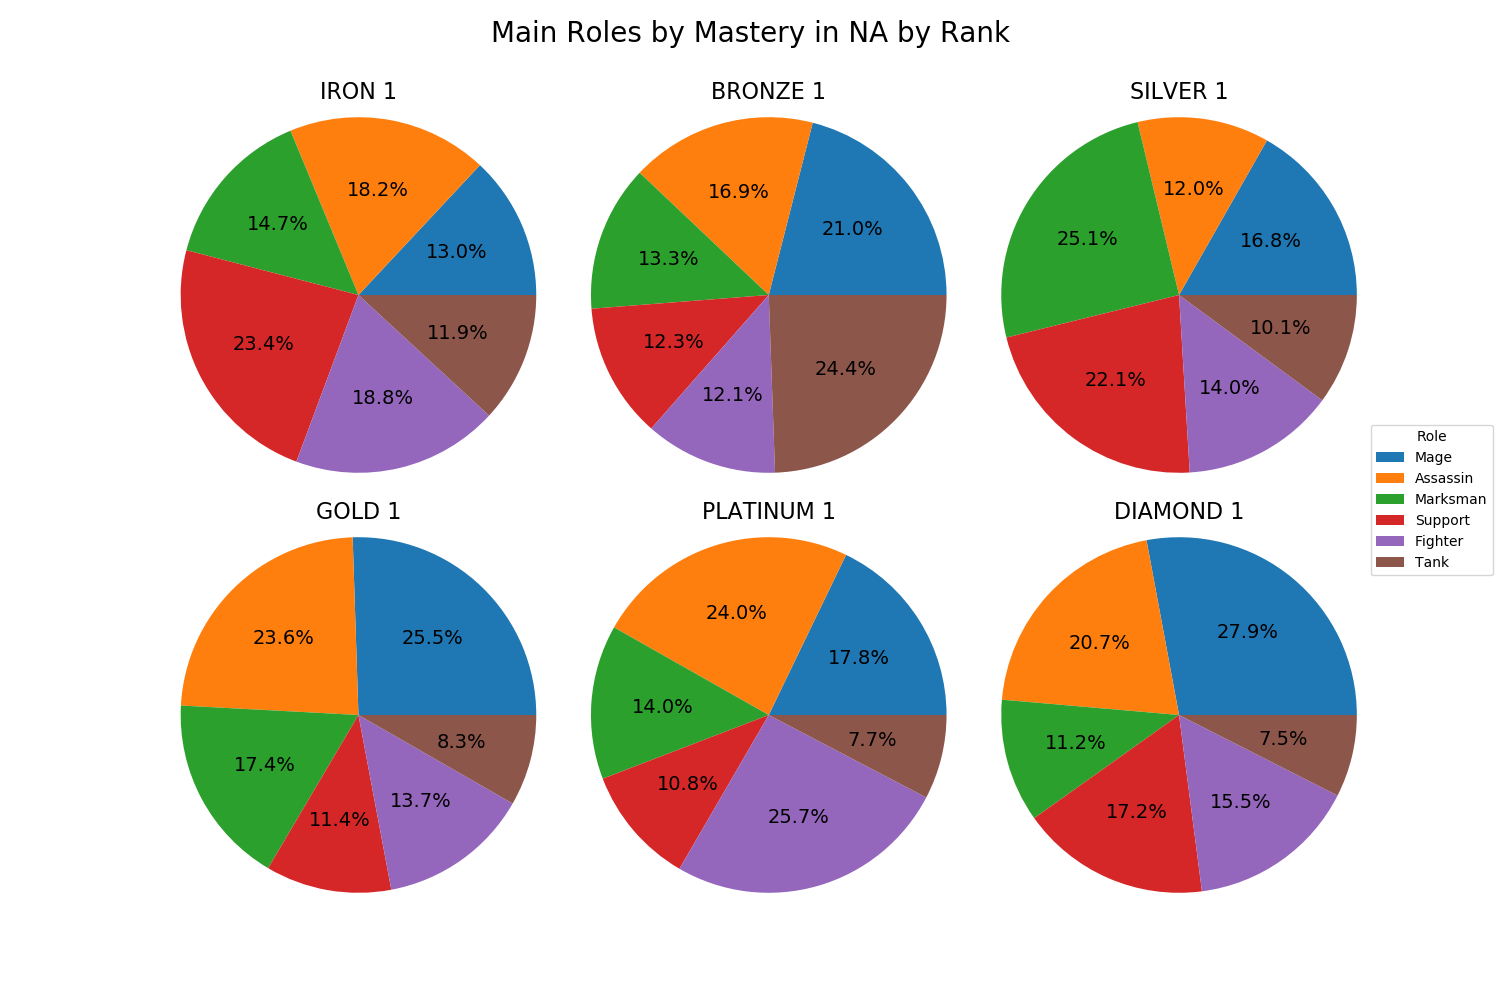 Main Roles by Mastery in NA by Rank
IRON 1
18.2%
14.7%
13.0%
23.4%
11.9%
18.8%
BRONZE 1
16.9%
21.0%
13.3%
12.3%
24.4%
12.1%
SILVER 1
12.0%
25.1%
16.8%
10.1%
22.1%
14.0%
GOLD 1
23.6%
25.5%
17.4%
8.3%
13.7%
11.4%
PLATINUM 1
24.0%
17.8%
14.0%
7.7%
10.8%
25.7%
DIAMOND 1
27.9%
20.7%
11.2%
7.5%
17.2%
15.5%
Role
Mage
Assassin
Marksman
Support
Fighter
Tank